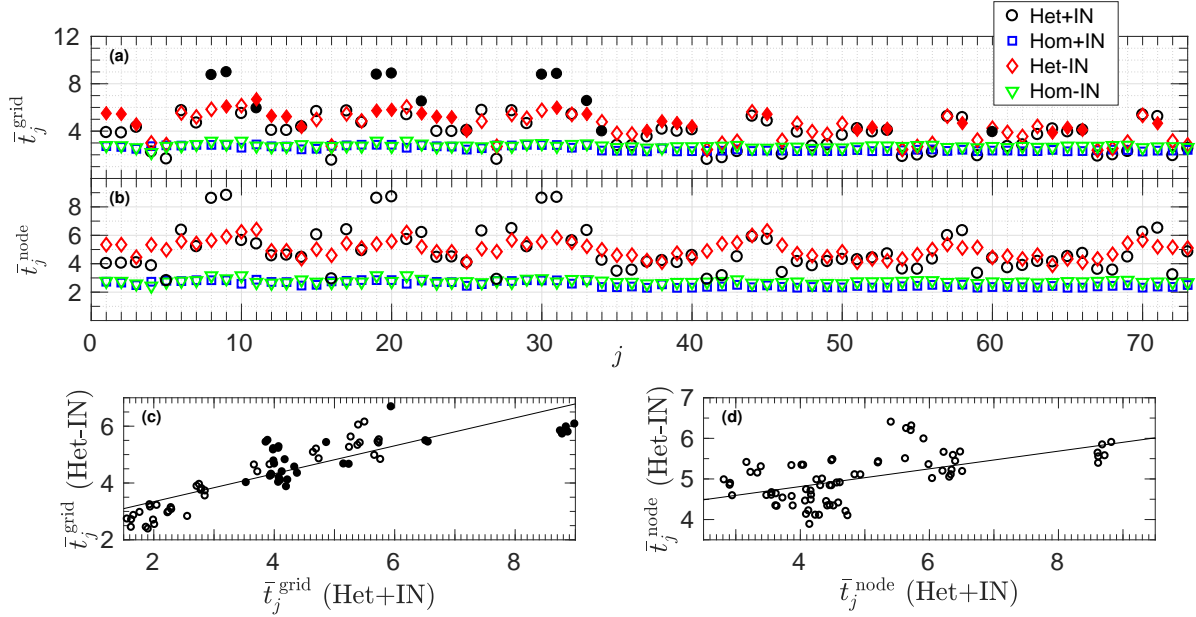 Het+IN
Hom+IN
Het-IN
Hom-IN
12
8
4
(a)
t̄_j^grid
8
6
4
2
(b)
t̄_j^node
0 10 20 30 40 50 60 70
j
(c)
6
4
2
t̄_j^grid (Het-IN)
2 4 6 8
t̄_j^grid (Het+IN)
(d)
7
6
5
4
t̄_j^node (Het-IN)
4 6 8
t̄_j^node (Het+IN)